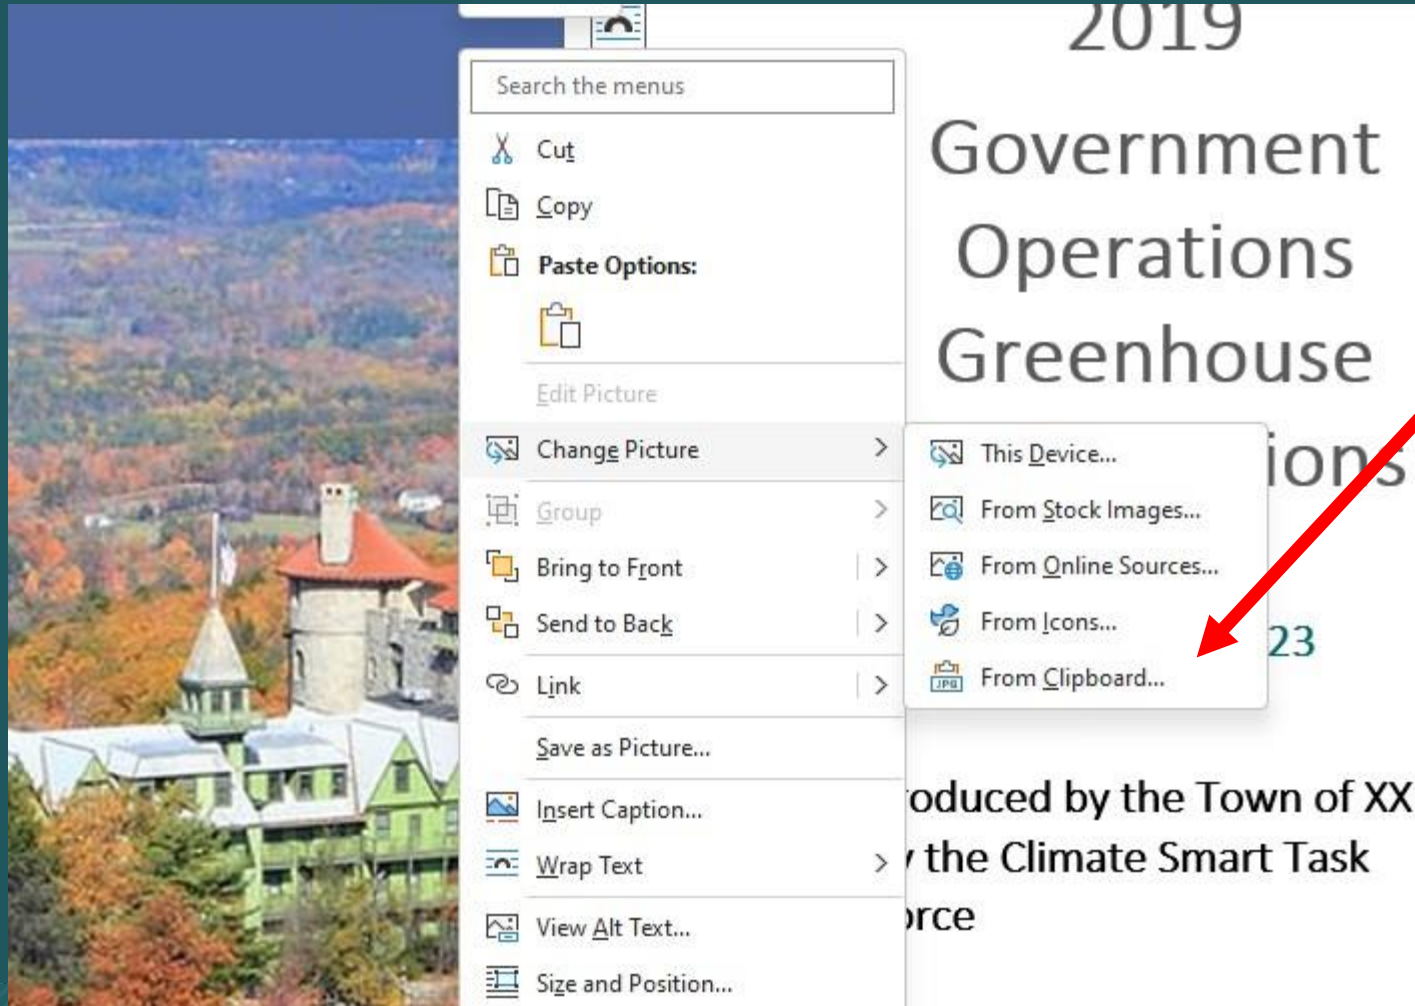 2019
Government
Operations
Greenhouse
ions
23
oduced by the Town of XX
the Climate Smart Task
orce
Search the menus
Cut
Copy
Paste Options:
Edit Picture
Change Picture
Group
Bring to Front
Send to Back
Link
Save as Picture...
Insert Caption...
Wrap Text
View Alt Text...
Size and Position...
This Device...
From Stock Images...
From Online Sources...
From Icons...
JPG From Clipboard...